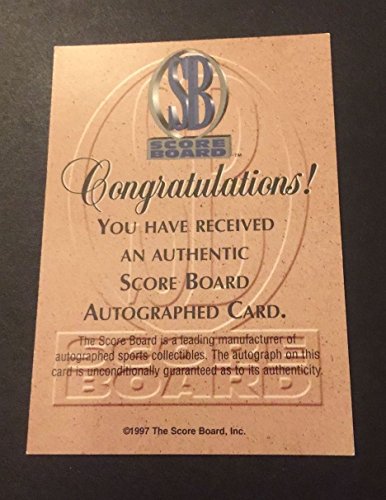 SB
SCORE
BOARD™
Congratulations!
YOU HAVE RECEIVED
AN AUTHENTIC
SCORE BOARD
AUTOGRAPHED CARD.
The Score Board is a leading manufacturer of
autographed sports collectibles. The autograph on this
card is unconditionally guaranteed as to its authenticity.
SCORE
BOARD
©1997 The Score Board, Inc.